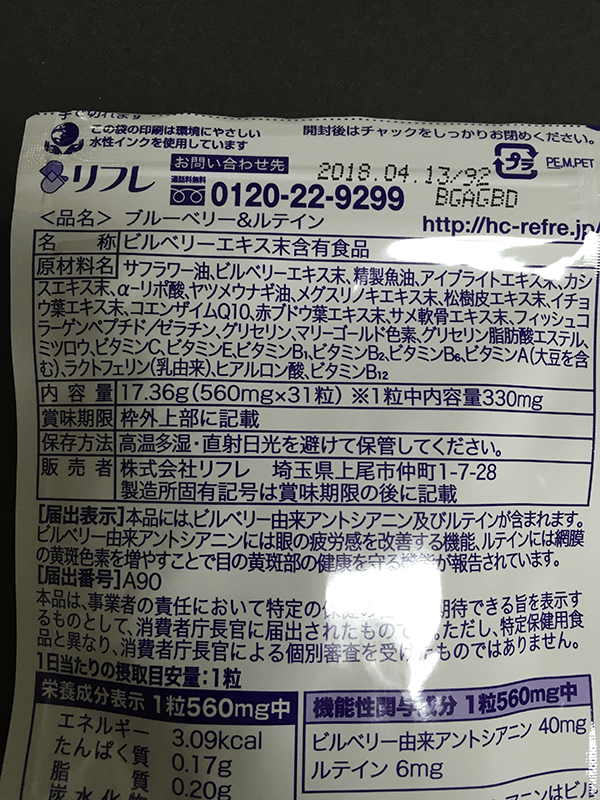 手で切れます
この袋の印刷は環境にやさしい
水性インクを使用しています
開封後はチャックをしっかりお閉めください。
リフレ
お問い合わせ先
通話料無料
0120-22-9299
2018.04.13/92
BGAGBD
プラ
PE,M,PET
<品名> ブルーベリー&ルテイン
http://hc-refre.jp/
名 称 ビルベリーエキス末含有食品
原材料名 サフラワー油、ビルベリーエキス末、精製魚油、アイブライトエキス末、カシ
スエキス末、α-リポ酸、ヤツメウナギ油、メグスリノキエキス末、松樹皮エキス末、イチョ
ウ葉エキス末、コエンザイムQ10、赤ブドウ葉エキス末、サメ軟骨エキス末、フィッシュコ
ラーゲンペプチド/ゼラチン、グリセリン、マリーゴールド色素、グリセリン脂肪酸エステル、
ミツロウ、ビタミンC、ビタミンE、ビタミンB1、ビタミンB2、ビタミンB6、ビタミンA(大豆を含
む)、ラクトフェリン(乳由来)、ヒアルロン酸、ビタミンB12
内 容 量 17.36g(560mg×31粒) ※1粒中内容量330mg
賞味期限 枠外上部に記載
保存方法 高温多湿・直射日光を避けて保管してください。
販 売 者 株式会社リフレ 埼玉県上尾市仲町1-7-28
製造所固有記号は賞味期限の後に記載
[届出表示]本品には、ビルベリー由来アントシアニン及びルテインが含まれます。
ビルベリー由来アントシアニンには眼の疲労感を改善する機能、ルテインには網膜
の黄斑色素を増やすことで目の黄斑部の健康を守る機能が報告されています。
[届出番号]A90
本品は、事業者の責任において特定の保健の 期待できる旨を表示す
るものとして、消費者庁長官に届出されたもので 。ただし、特定保健用食
品と異なり、消費者庁長官による個別審査を受けたものではありません。
1日当たりの摂取目安量:1粒
栄養成分表示 1粒560mg中
エネルギー 3.09kcal
たんぱく質 0.17g
脂 質 0.20g
炭水化物
機能性関与成分 1粒560mg中
ビルベリー由来アントシアニン 40mg
ルテイン 6mg
アニンはビル